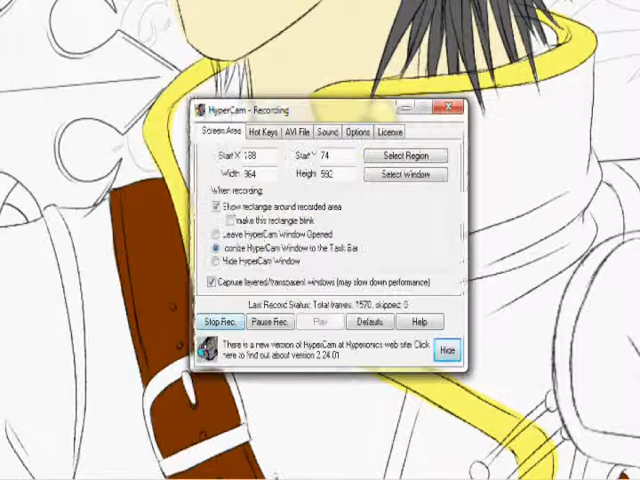 HyperCam - Recording
Screen Area Hot Keys AVI File Sound Options License
Start X 188 Start Y 74 Select Region
Width 964 Height 592 Select Window
When recording:
Show rectangle around recorded area
make this rectangle blink
Leave HyperCam Window Opened
Iconize HyperCam Window to the Task Bar
Hide HyperCam Window
Capture layered/transparent windows (may slow down performance)
Last Record Status: Total frames: 1570, skipped: 0
Stop Rec. Pause Rec. Play Defaults Help
There is a new version of HyperCam at Hyperionics web site! Click
here to find out about version 2.24.01
Hide